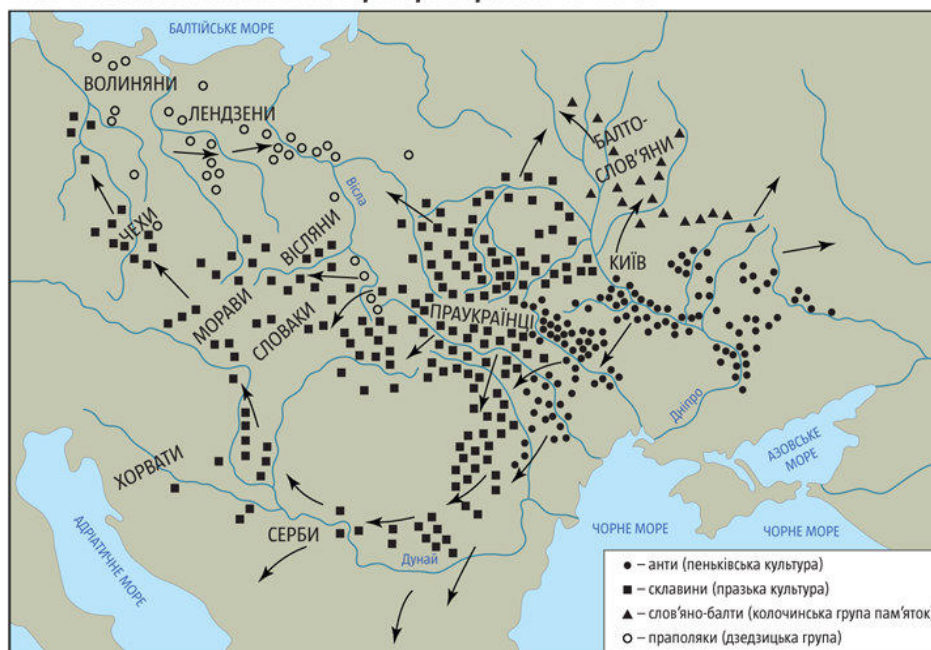 БАЛТІЙСЬКЕ МОРЕ
ВОЛИНЯНИ
ЛЕНДЗЕНИ
БАЛТО-
СЛОВ'ЯНИ
Вісла
ЧЕХИ
ВІСЛЯНИ
КИЇВ
МОРАВИ
СЛОВАКИ
ПРАУКРАЇНЦІ
Дніпро
АЗОВСЬКЕ
МОРЕ
ХОРВАТИ
СЕРБИ
Дунай
АДРІАТИЧНЕ МОРЕ
ЧОРНЕ МОРЕ
ЧОРНЕ МОРЕ
– анти (пеньківська культура)
– склавини (празька культура)
– слов'яно-балти (колочинська група пам'яток)
– праполяки (дзедзицька група)